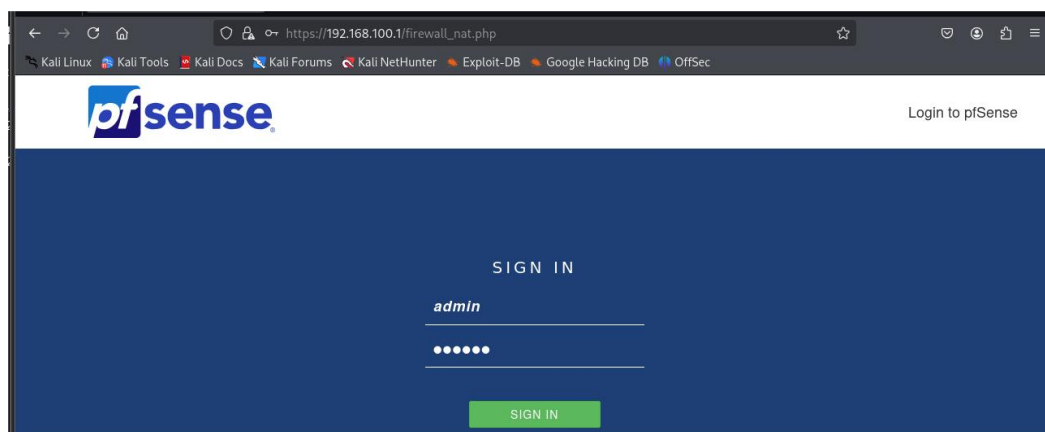 https://192.168.100.1/firewall_nat.php
Kali Linux Kali Tools Kali Docs Kali Forums Kali NetHunter Exploit-DB Google Hacking DB OffSec
pfsense
Login to pfSense
SIGN IN
admin
••••••
SIGN IN